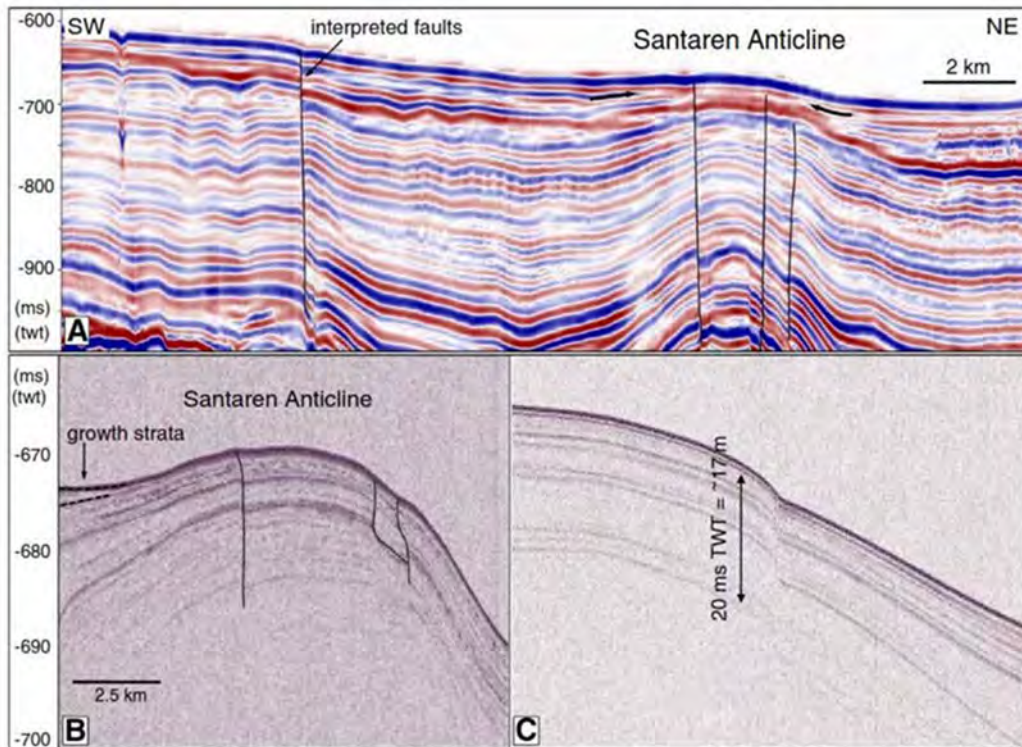 -600
SW
interpreted faults
Santaren Anticline
NE
2 km
-700
-800
-900
(ms)
(twt)
A
(ms)
(twt)
Santaren Anticline
growth strata
-670
-680
-690
2.5 km
-700
B
20 ms TWT = ~17 m
C